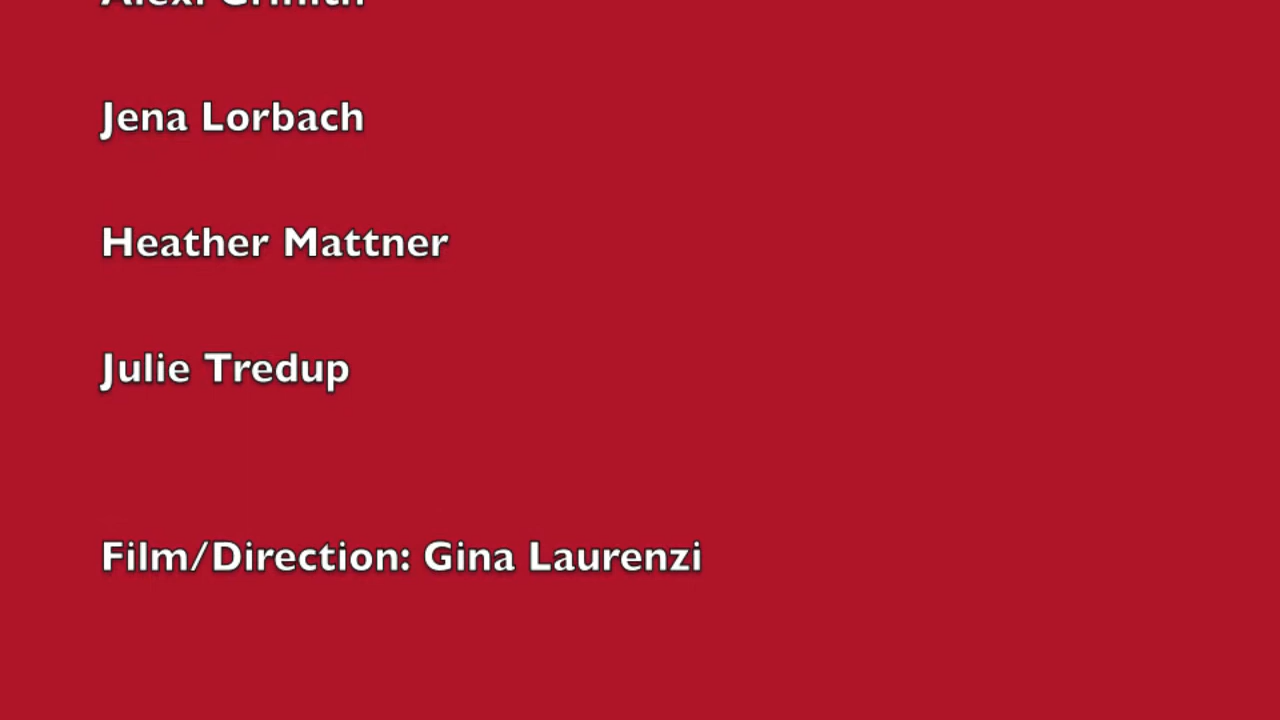 Jena Lorbach
Heather Mattner
Julie Tredup
Film/Direction: Gina Laurenzi